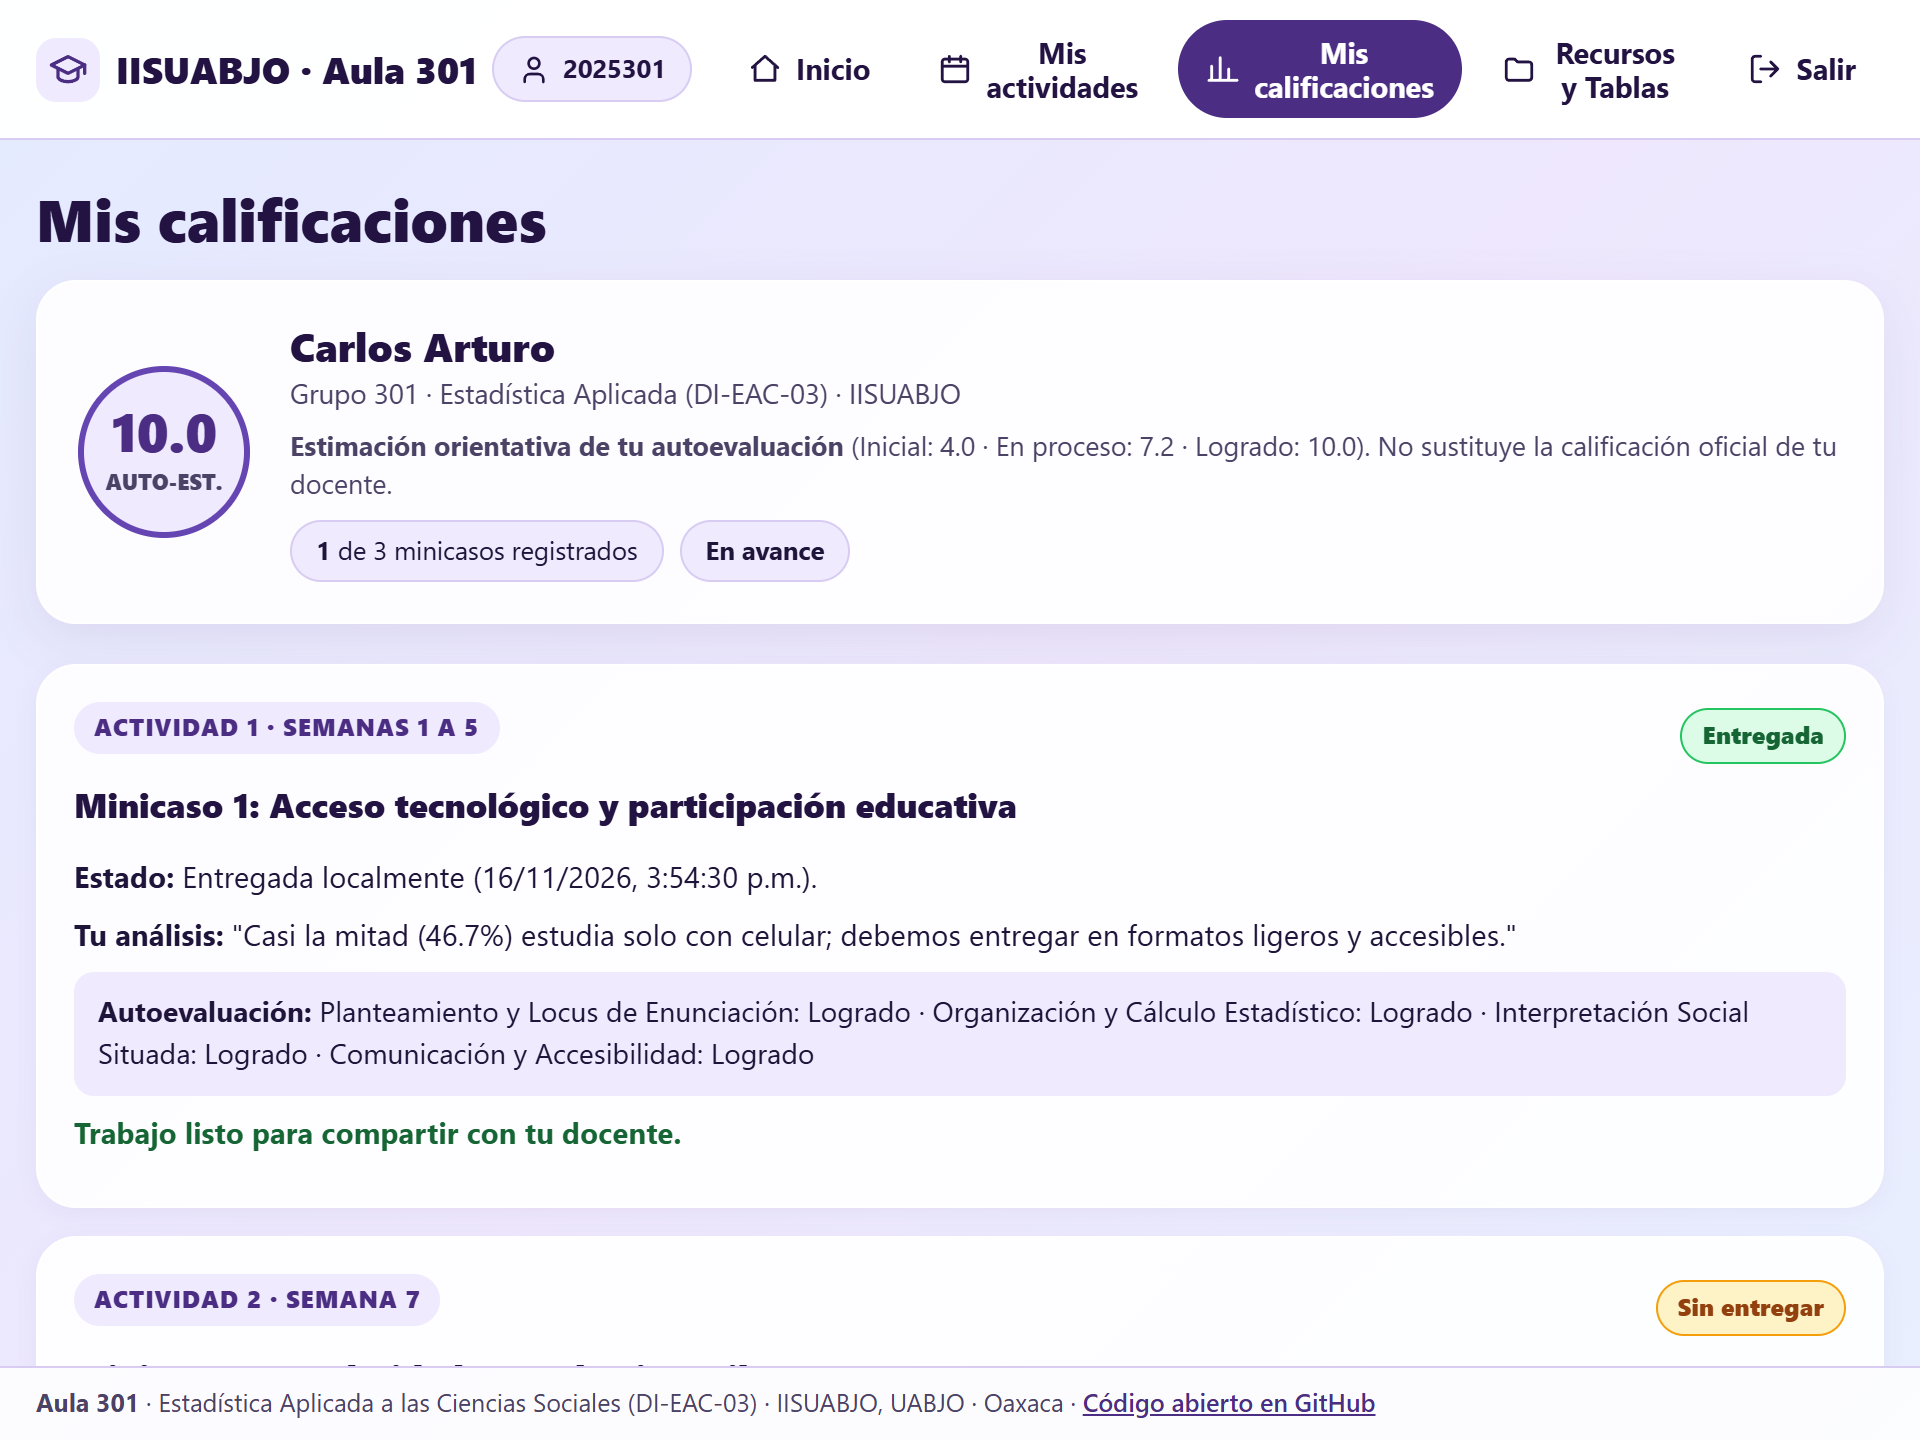 IISUABJO · Aula 301
2025301
Inicio
Mis
actividades
Mis
calificaciones
Recursos
y Tablas
Salir
Mis calificaciones
10.0
AUTO-EST.
Carlos Arturo
Grupo 301 · Estadística Aplicada (DI-EAC-03) · IISUABJO
Estimación orientativa de tu autoevaluación (Inicial: 4.0 · En proceso: 7.2 · Logrado: 10.0). No sustituye la calificación oficial de tu
docente.
1 de 3 minicasos registrados
En avance
ACTIVIDAD 1 · SEMANAS 1 A 5
Entregada
Minicaso 1: Acceso tecnológico y participación educativa
Estado: Entregada localmente (16/11/2026, 3:54:30 p.m.).
Tu análisis: "Casi la mitad (46.7%) estudia solo con celular; debemos entregar en formatos ligeros y accesibles."
Autoevaluación: Planteamiento y Locus de Enunciación: Logrado · Organización y Cálculo Estadístico: Logrado · Interpretación Social
Situada: Logrado · Comunicación y Accesibilidad: Logrado
Trabajo listo para compartir con tu docente.
ACTIVIDAD 2 · SEMANA 7
Sin entregar
Aula 301 · Estadística Aplicada a las Ciencias Sociales (DI-EAC-03) · IISUABJO, UABJO · Oaxaca · Código abierto en GitHub